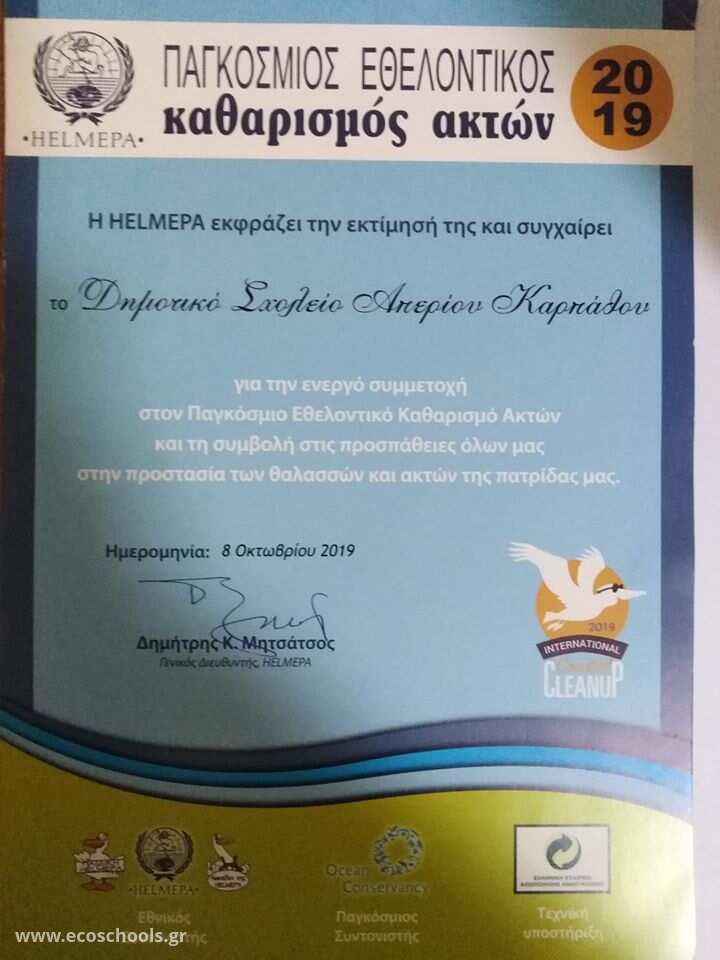 ΠΑΓΚΟΣΜΙΟΣ ΕΘΕΛΟΝΤΙΚΟΣ
καθαρισμός ακτών
20
19
·HELMEPA·
Η HELMEPA εκφράζει την εκτίμησή της και συγχαίρει
το Δημοτικό Σχολείο Απερίου Καρπάθου
για την ενεργό συμμετοχή
στον Παγκόσμιο Εθελοντικό Καθαρισμό Ακτών
και τη συμβολή στις προσπάθειες όλων μας
στην προστασία των θαλασσών και ακτών της πατρίδας μας.
Ημερομηνία: 8 Οκτωβρίου 2019
Δημήτρης Κ. Μητσάτσος
Γενικός Διευθυντής, HELMEPA
2019
INTERNATIONAL
CLEANUP
·HELMEPA·
Εθνικός
Ocean
Conservancy
Παγκόσμιος
Συντονιστής
Τεχνική
υποστήριξη
www.ecoschools.gr